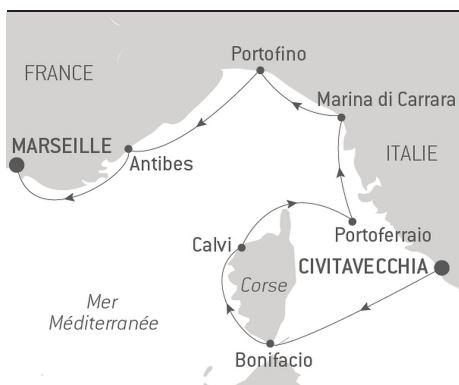 Portofino
FRANCE
Marina di Carrara
MARSEILLE
Antibes
ITALIE
Portoferraio
Calvi
CIVITAVECCHIA
Corse
Mer
Méditerranée
Bonifacio